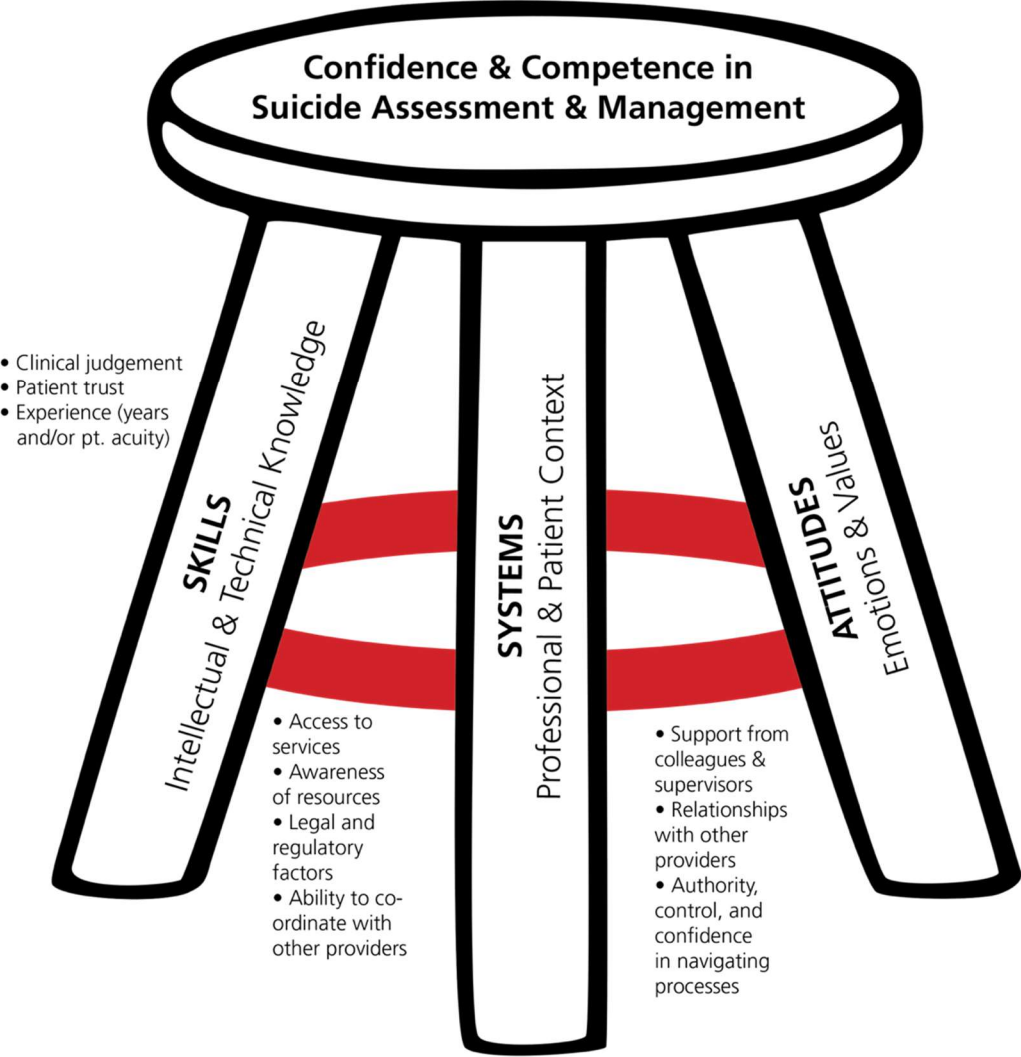 Confidence & Competence in
Suicide Assessment & Management
• Clinical judgement
• Patient trust
• Experience (years
and/or pt. acuity)
SKILLS
Intellectual & Technical Knowledge
SYSTEMS
Professional & Patient Context
ATTITUDES
Emotions & Values
• Access to
services
• Awareness
of resources
• Legal and
regulatory
factors
• Ability to co-
ordinate with
other providers
• Support from
colleagues &
supervisors
• Relationships
with other
providers
• Authority,
control, and
confidence
in navigating
processes